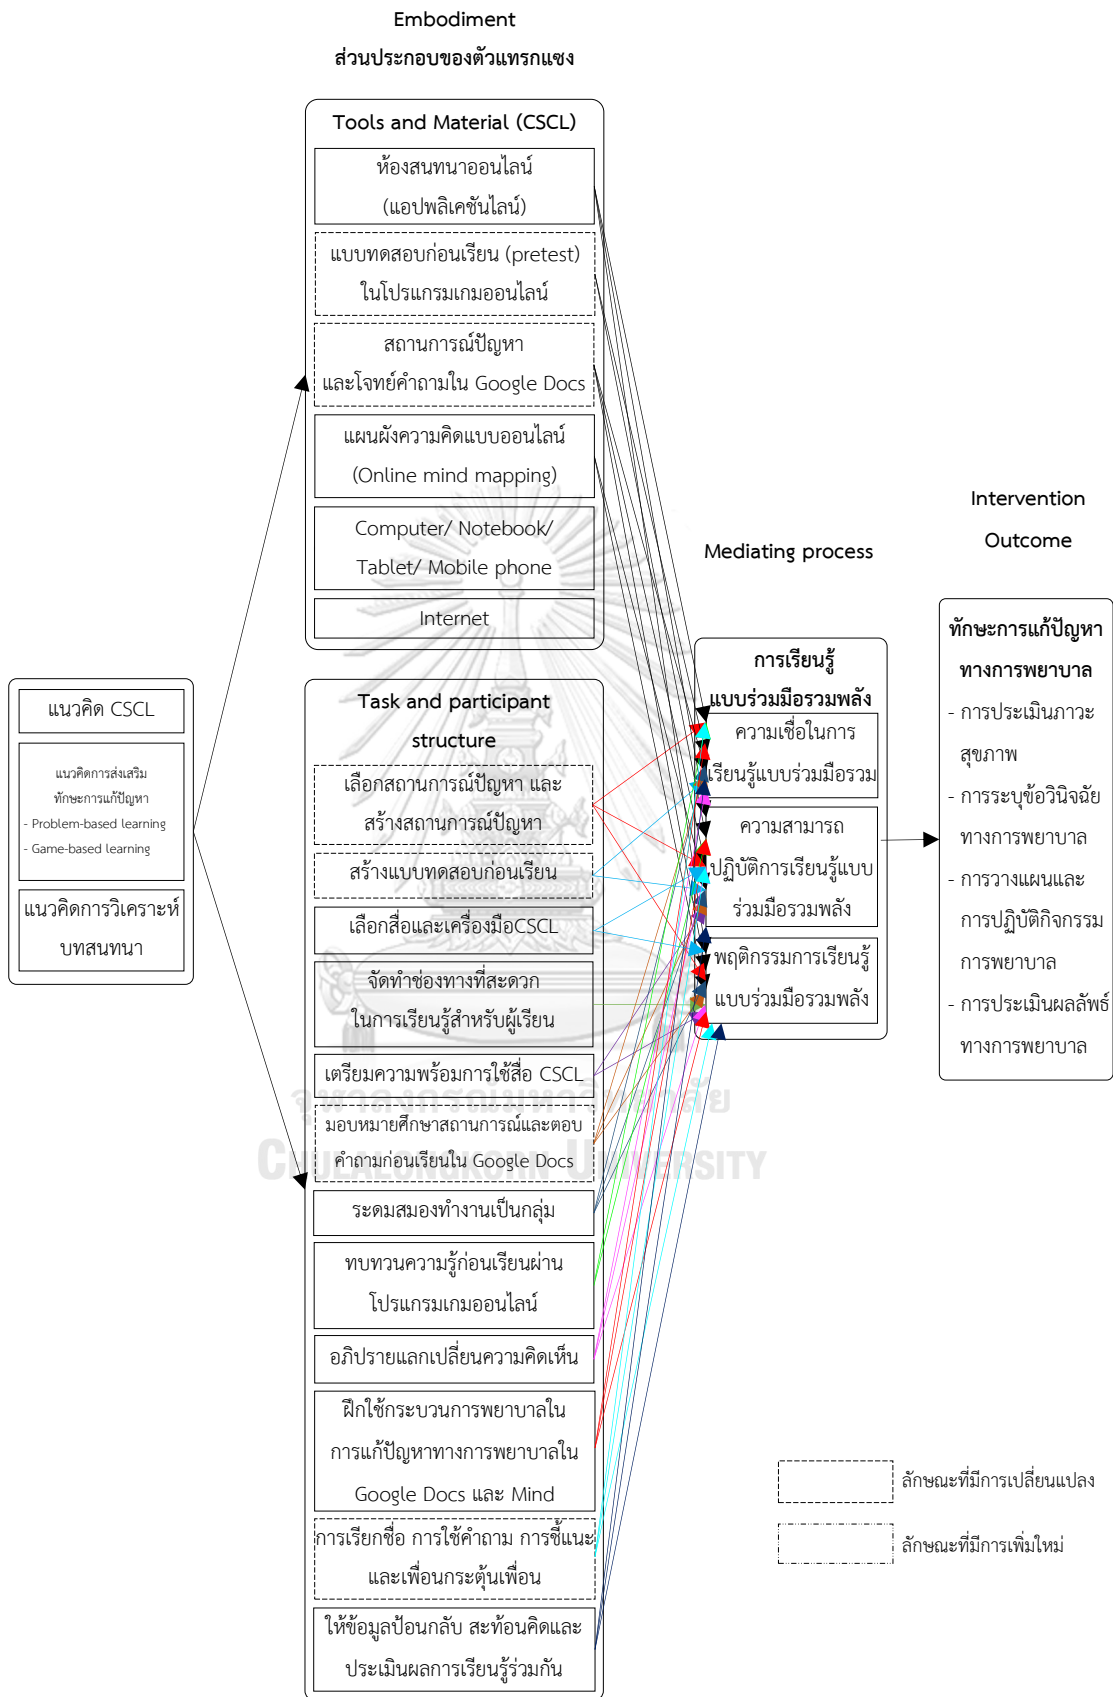 Embodiment
ส่วนประกอบของตัวแทรกแซง
Tools and Material (CSCL)
ห้องสนทนาออนไลน์
(แอปพลิเคชันไลน์)
แบบทดสอบก่อนเรียน (pretest)
ในโปรแกรมเกมออนไลน์
สถานการณ์ปัญหา
และโจทย์คำถามใน Google Docs
แผนผังความคิดแบบออนไลน์
(Online mind mapping)
Computer/ Notebook/
Tablet/ Mobile phone
Internet
แนวคิด CSCL
แนวคิดการส่งเสริม
ทักษะการแก้ปัญหา
- Problem-based learning
- Game-based learning
แนวคิดการวิเคราะห์
บทสนทนา
Task and participant
structure
เลือกสถานการณ์ปัญหา และ
สร้างสถานการณ์ปัญหา
สร้างแบบทดสอบก่อนเรียน
เลือกสื่อและเครื่องมือCSCL
จัดทำช่องทางที่สะดวก
ในการเรียนรู้สำหรับผู้เรียน
เตรียมความพร้อมการใช้สื่อ CSCL
มอบหมายศึกษาสถานการณ์และตอบ
คำถามก่อนเรียนใน Google Docs
ระดมสมองทำงานเป็นกลุ่ม
ทบทวนความรู้ก่อนเรียนผ่าน
โปรแกรมเกมออนไลน์
อภิปรายแลกเปลี่ยนความคิดเห็น
ฝึกใช้กระบวนการพยาบาลใน
การแก้ปัญหาทางการพยาบาลใน
Google Docs และ Mind
การเรียกชื่อ การใช้คำถาม การชี้แนะ
และเพื่อนกระตุ้นเพื่อน
ให้ข้อมูลป้อนกลับ สะท้อนคิดและ
ประเมินผลการเรียนรู้ร่วมกัน
Mediating process
การเรียนรู้
แบบร่วมมือรวมพลัง
ความเชื่อในการ
เรียนรู้แบบร่วมมือรวม
ความสามารถ
ปฏิบัติการเรียนรู้แบบ
ร่วมมือรวมพลัง
พฤติกรรมการเรียนรู้
แบบร่วมมือรวมพลัง
Intervention
Outcome
ทักษะการแก้ปัญหา
ทางการพยาบาล
- การประเมินภาวะ
สุขภาพ
- การระบุข้อวินิจฉัย
ทางการพยาบาล
- การวางแผนและ
การปฏิบัติกิจกรรม
การพยาบาล
- การประเมินผลลัพธ์
ทางการพยาบาล
ลักษณะที่มีการเปลี่ยนแปลง
ลักษณะที่มีการเพิ่มใหม่
จุฬาลงกรณ์มหาวิทยาลัย
CHULALONGKORN UNIVERSITY